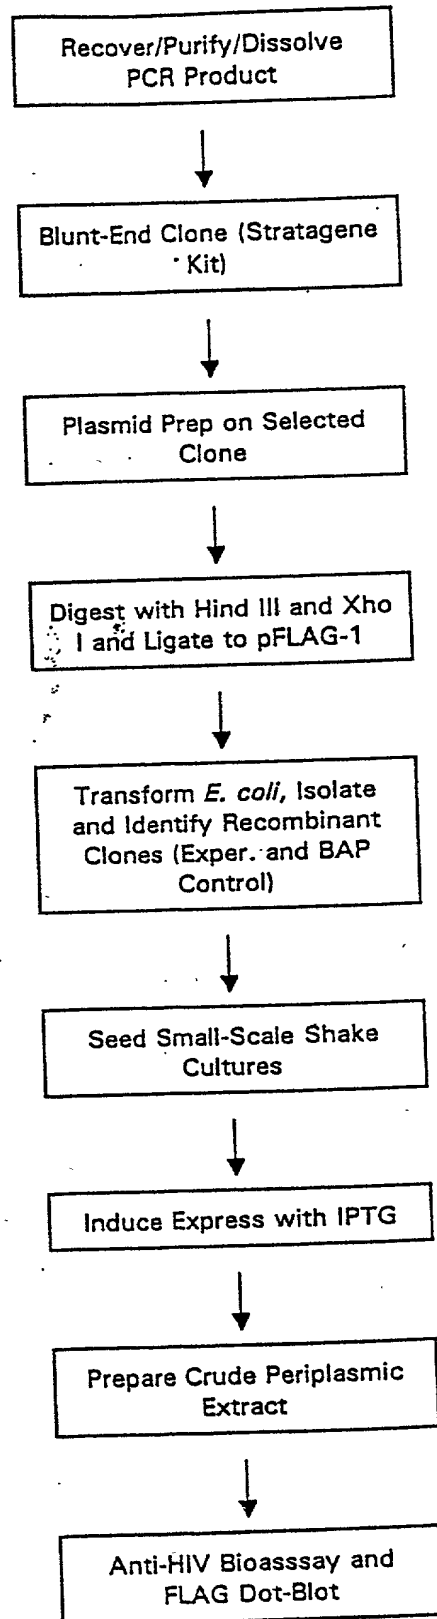 Recover/Purify/Dissolve
PCR Product
Blunt-End Clone (Stratagene
Kit)
Plasmid Prep on Selected
Clone
Digest with Hind III and Xho
I and Ligate to pFLAG-1
Transform E. coli, Isolate
and Identify Recombinant
Clones (Exper. and BAP
Control)
Seed Small-Scale Shake
Cultures
Induce Express with IPTG
Prepare Crude Periplasmic
Extract
Anti-HIV Bioasssay and
FLAG Dot-Blot